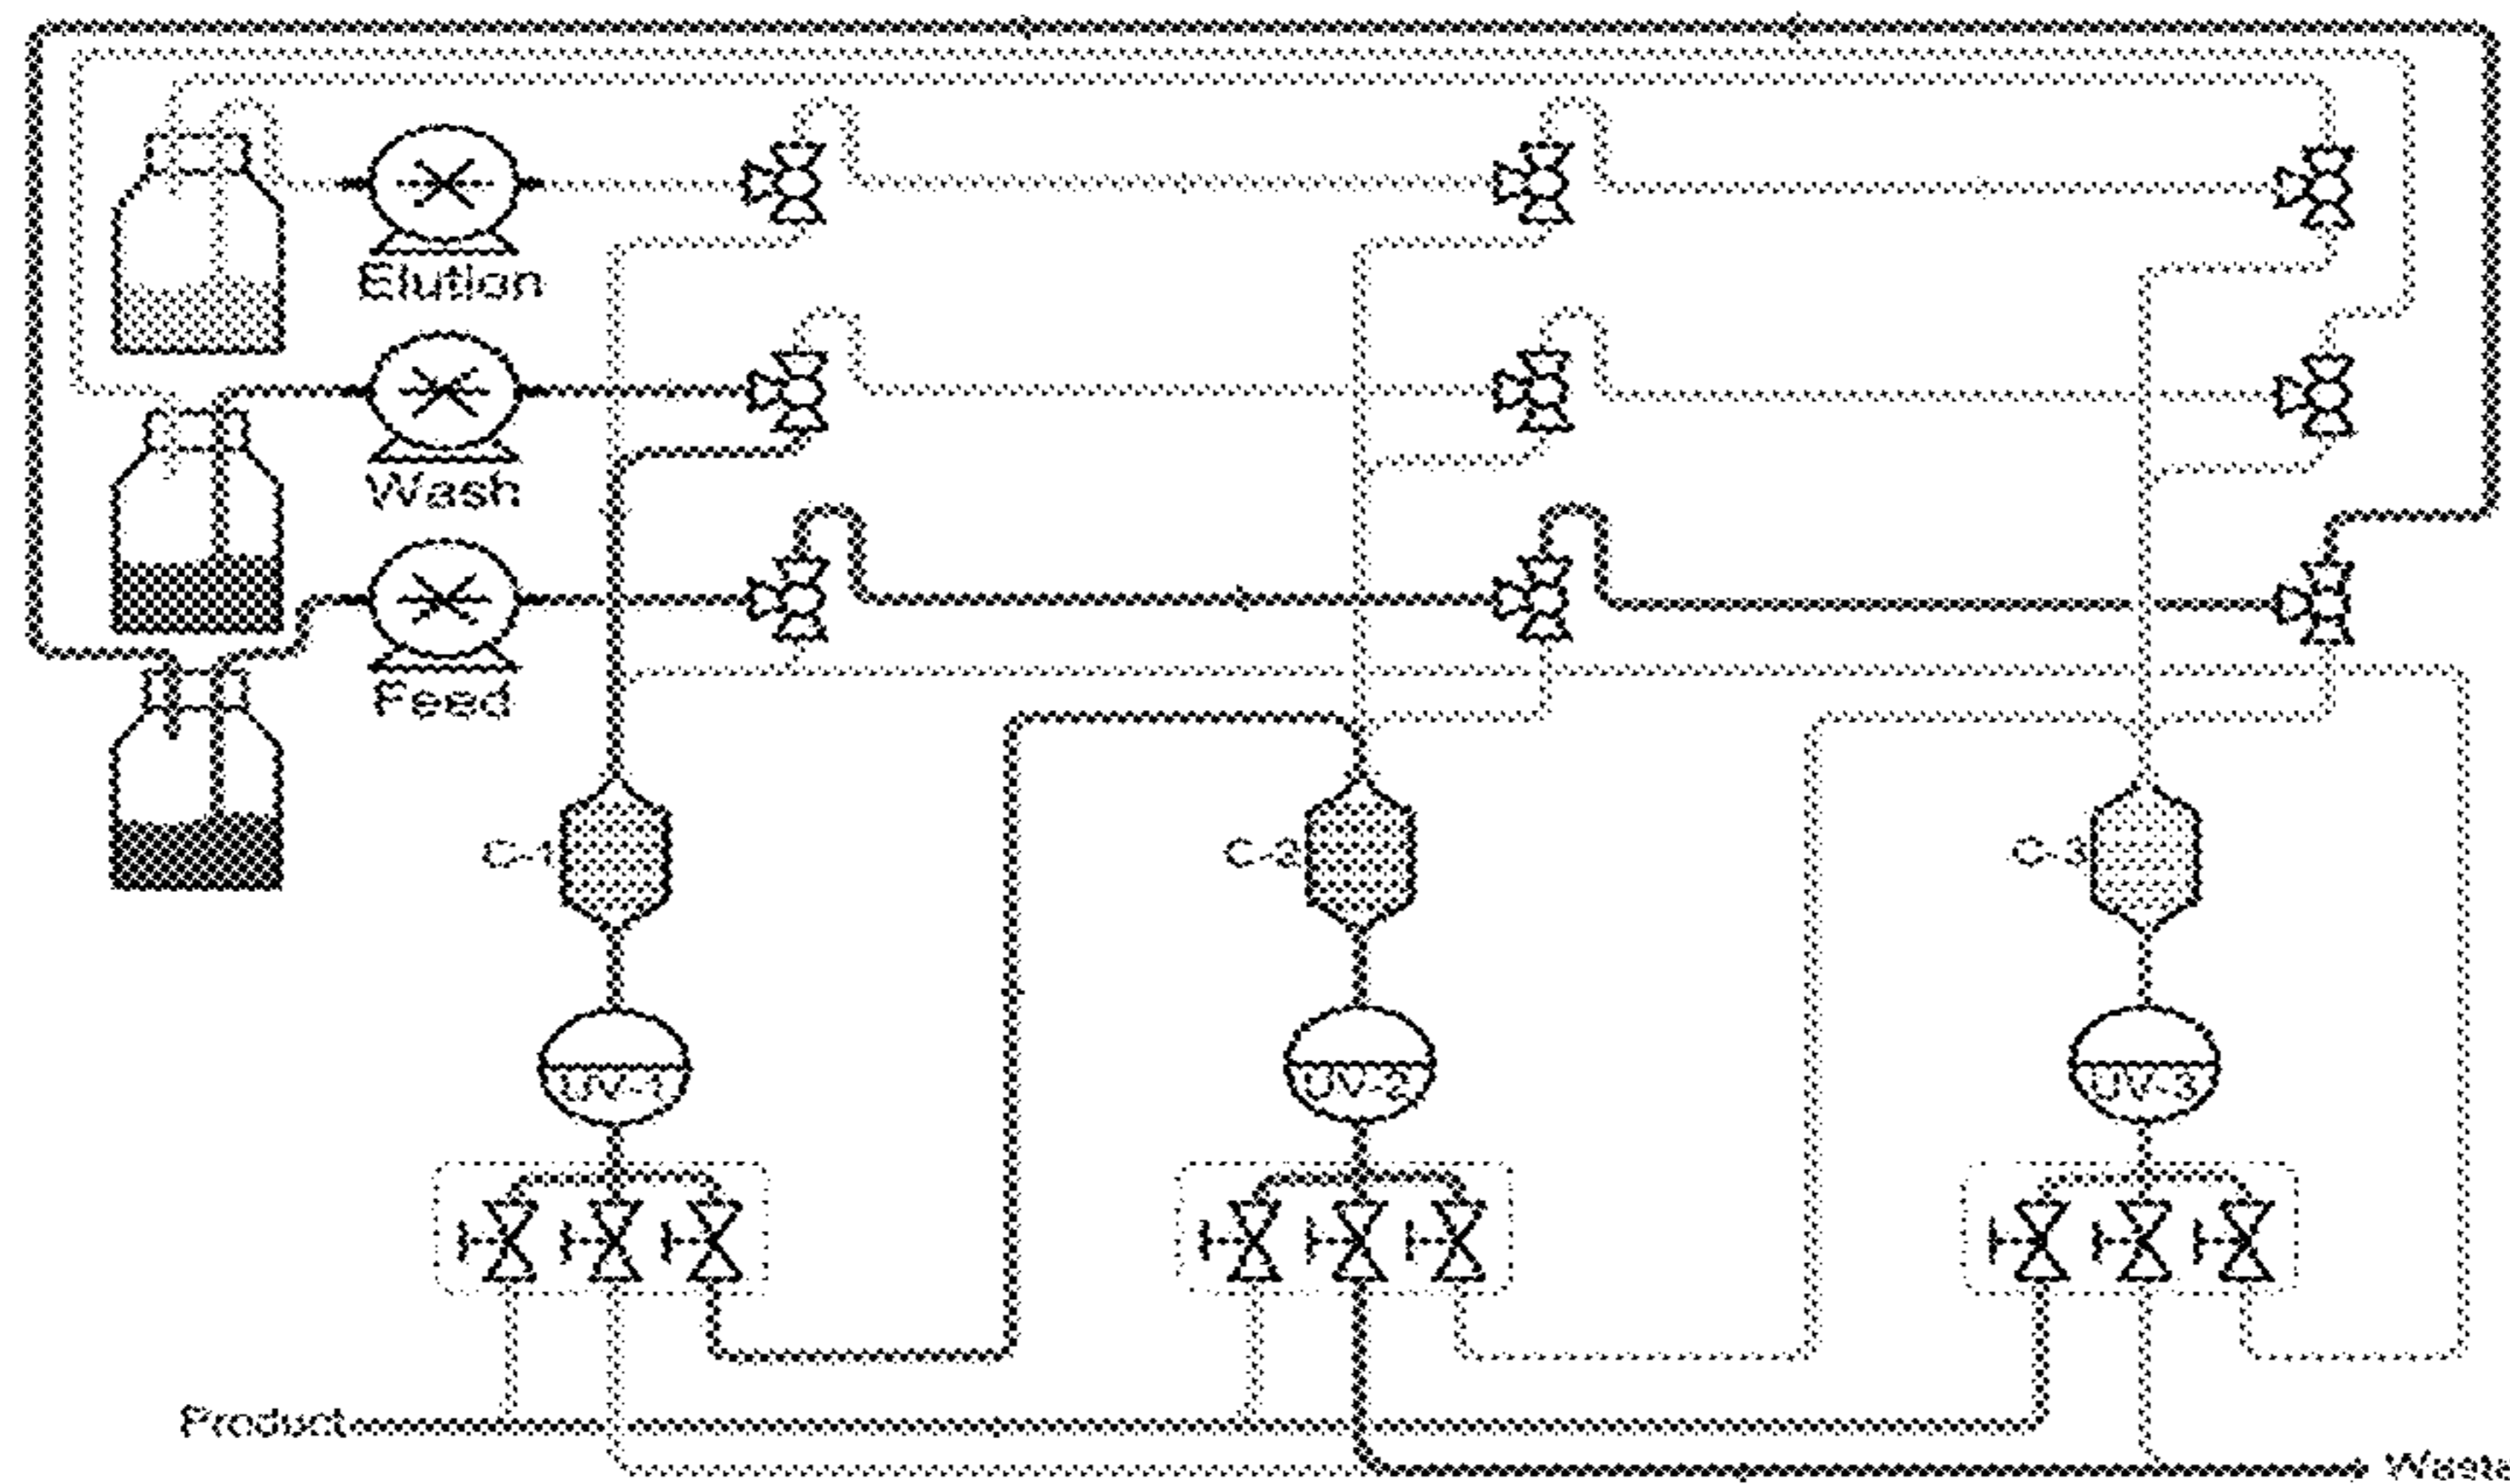 Elution
Wash
Feed
C-1
C-2
C-3
UV-1
UV-2
UV-3
Product
Waste